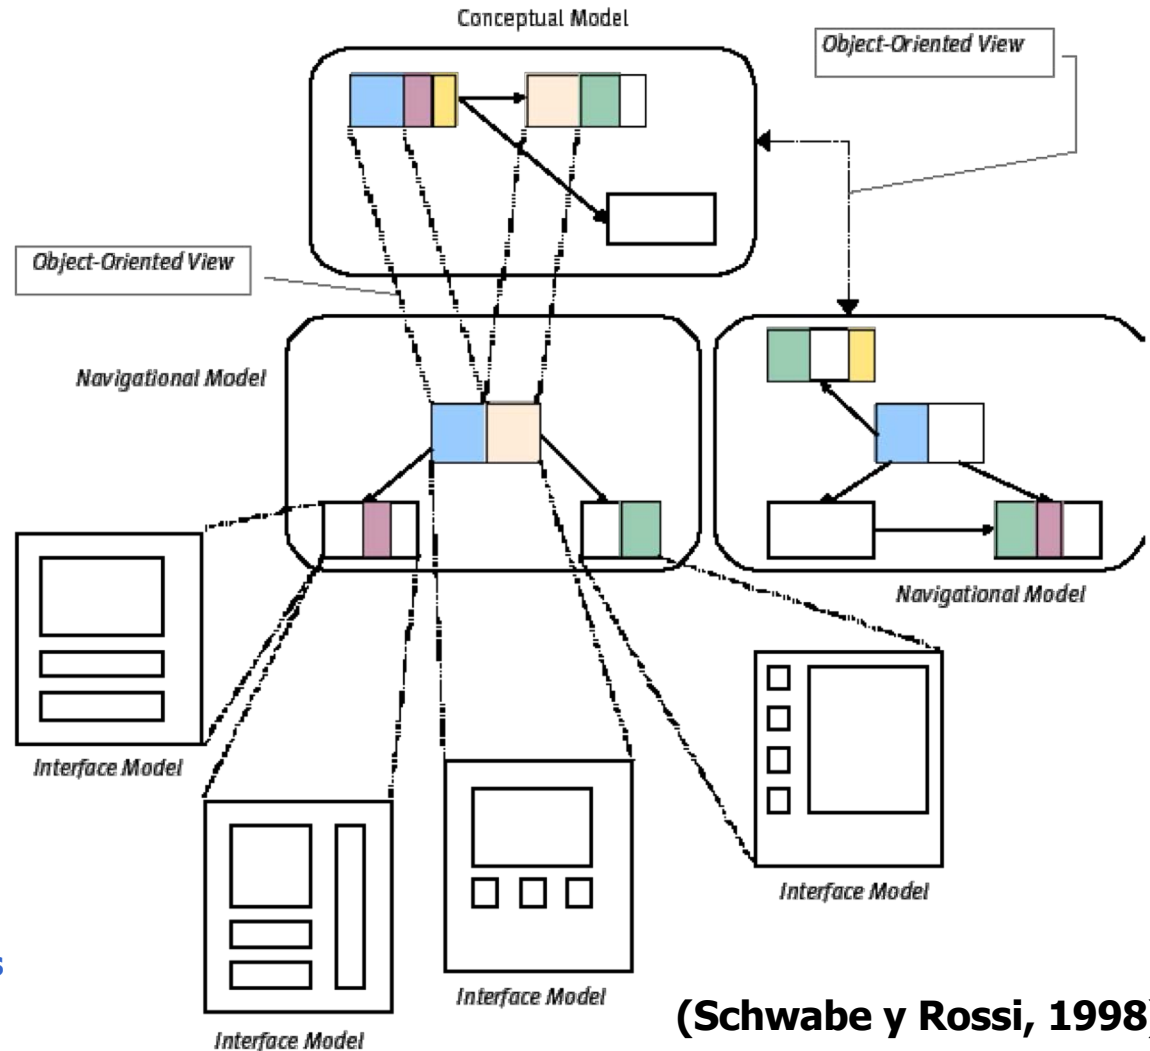 Conceptual Model
Object-Oriented View
Object-Oriented View
Navigational Model
Navigational Model
Interface Model
Interface Model
Interface Model
Interface Model
s
(Schwabe y Rossi, 1998)